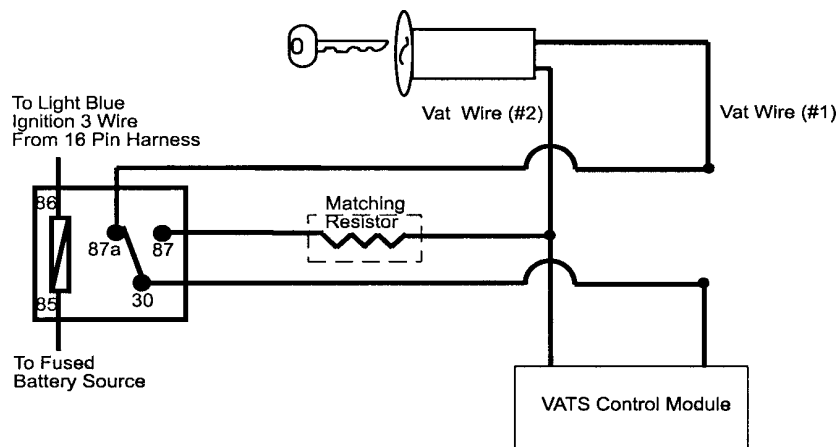 Vat Wire (#2)
Vat Wire (#1)
To Light Blue
Ignition 3 Wire
From 16 Pin Harness
86
87a
87
85
30
Matching
Resistor
To Fused
Battery Source
VATS Control Module